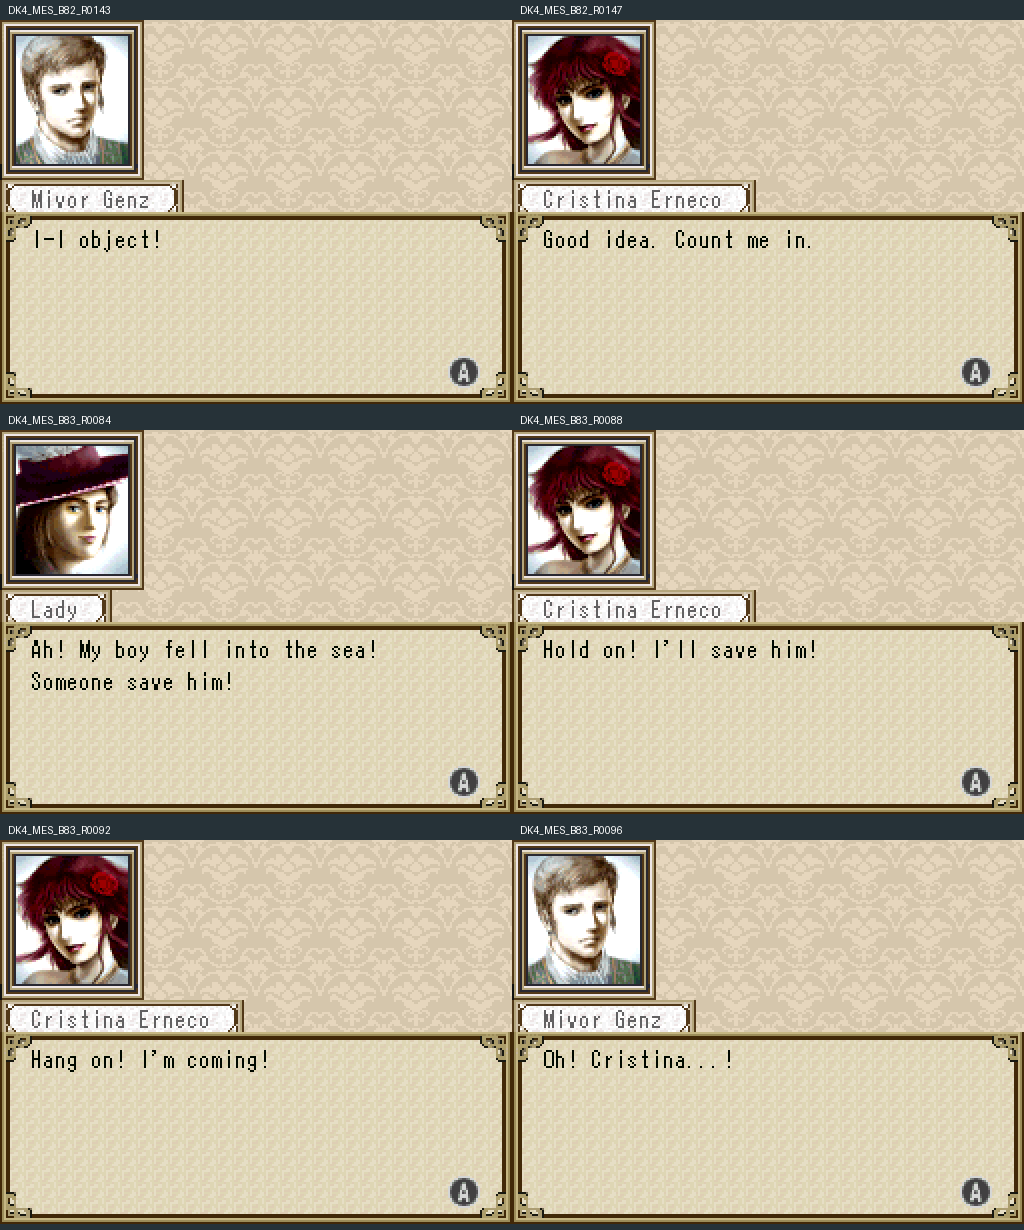 DK4_MES_B82_R0143
Mivor Genz
I-I object!
A
DK4_MES_B82_R0147
Cristina Erneco
Good idea. Count me in.
A
DK4_MES_B83_R0084
Lady
Ah! My boy fell into the sea!
Someone save him!
A
DK4_MES_B83_R0088
Cristina Erneco
Hold on! I'll save him!
A
DK4_MES_B83_R0092
Cristina Erneco
Hang on! I'm coming!
A
DK4_MES_B83_R0096
Mivor Genz
Oh! Cristina...!
A